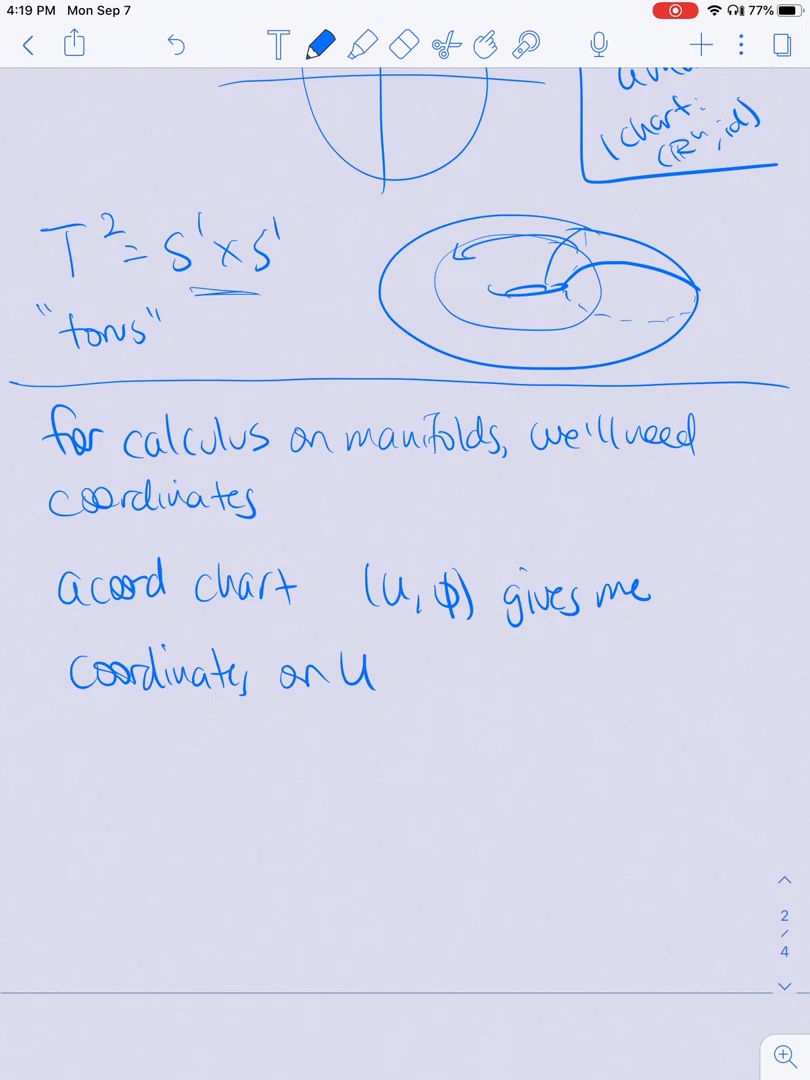 4:19 PM Mon Sep 7
77%
1 chart:
(ℝⁿ, id)
T² = S¹ × S¹
"torus"
for calculus on manifolds, we'll need
coordinates
a coord chart (U, ϕ) gives me
coordinates on U
2
/
4